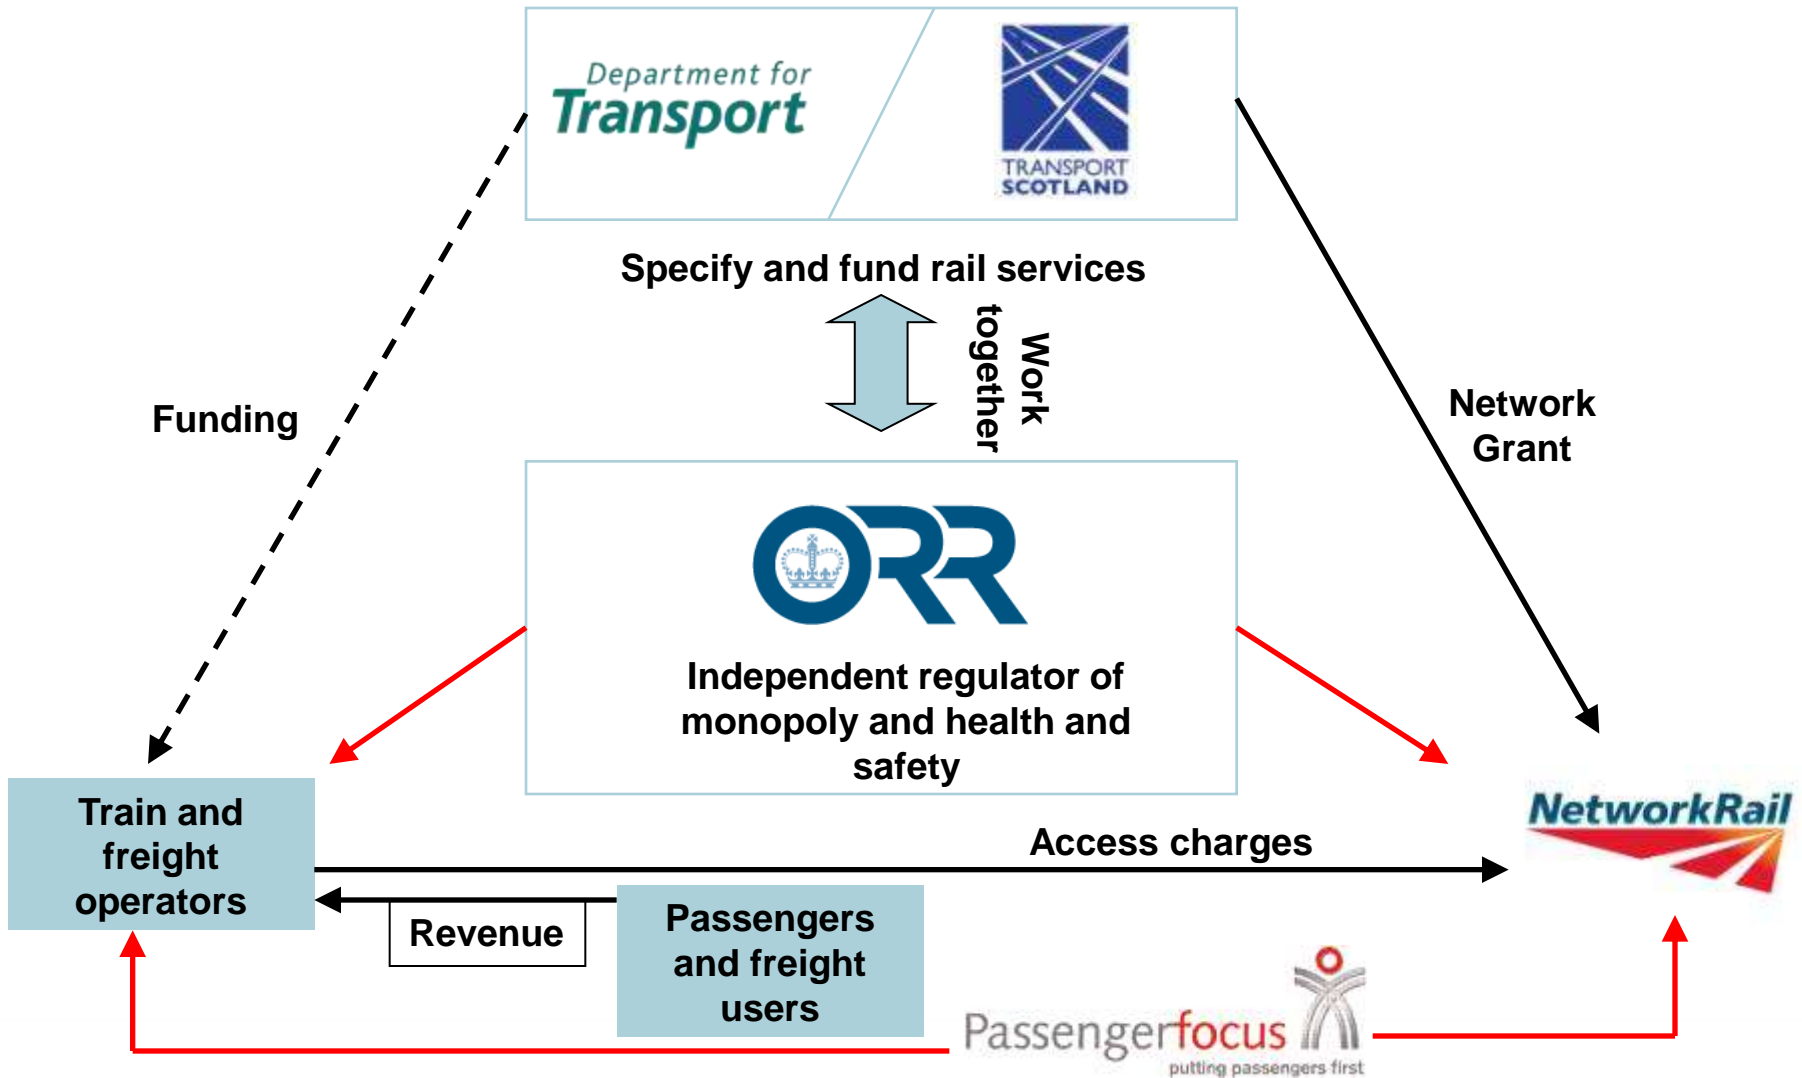 Department for
Transport
TRANSPORT
SCOTLAND
Specify and fund rail services
Work
together
Funding
Network
Grant
ORR
Independent regulator of
monopoly and health and
safety
Train and
freight
operators
Access charges
NetworkRail
Revenue
Passengers
and freight
users
Passengerfocus
putting passengers first